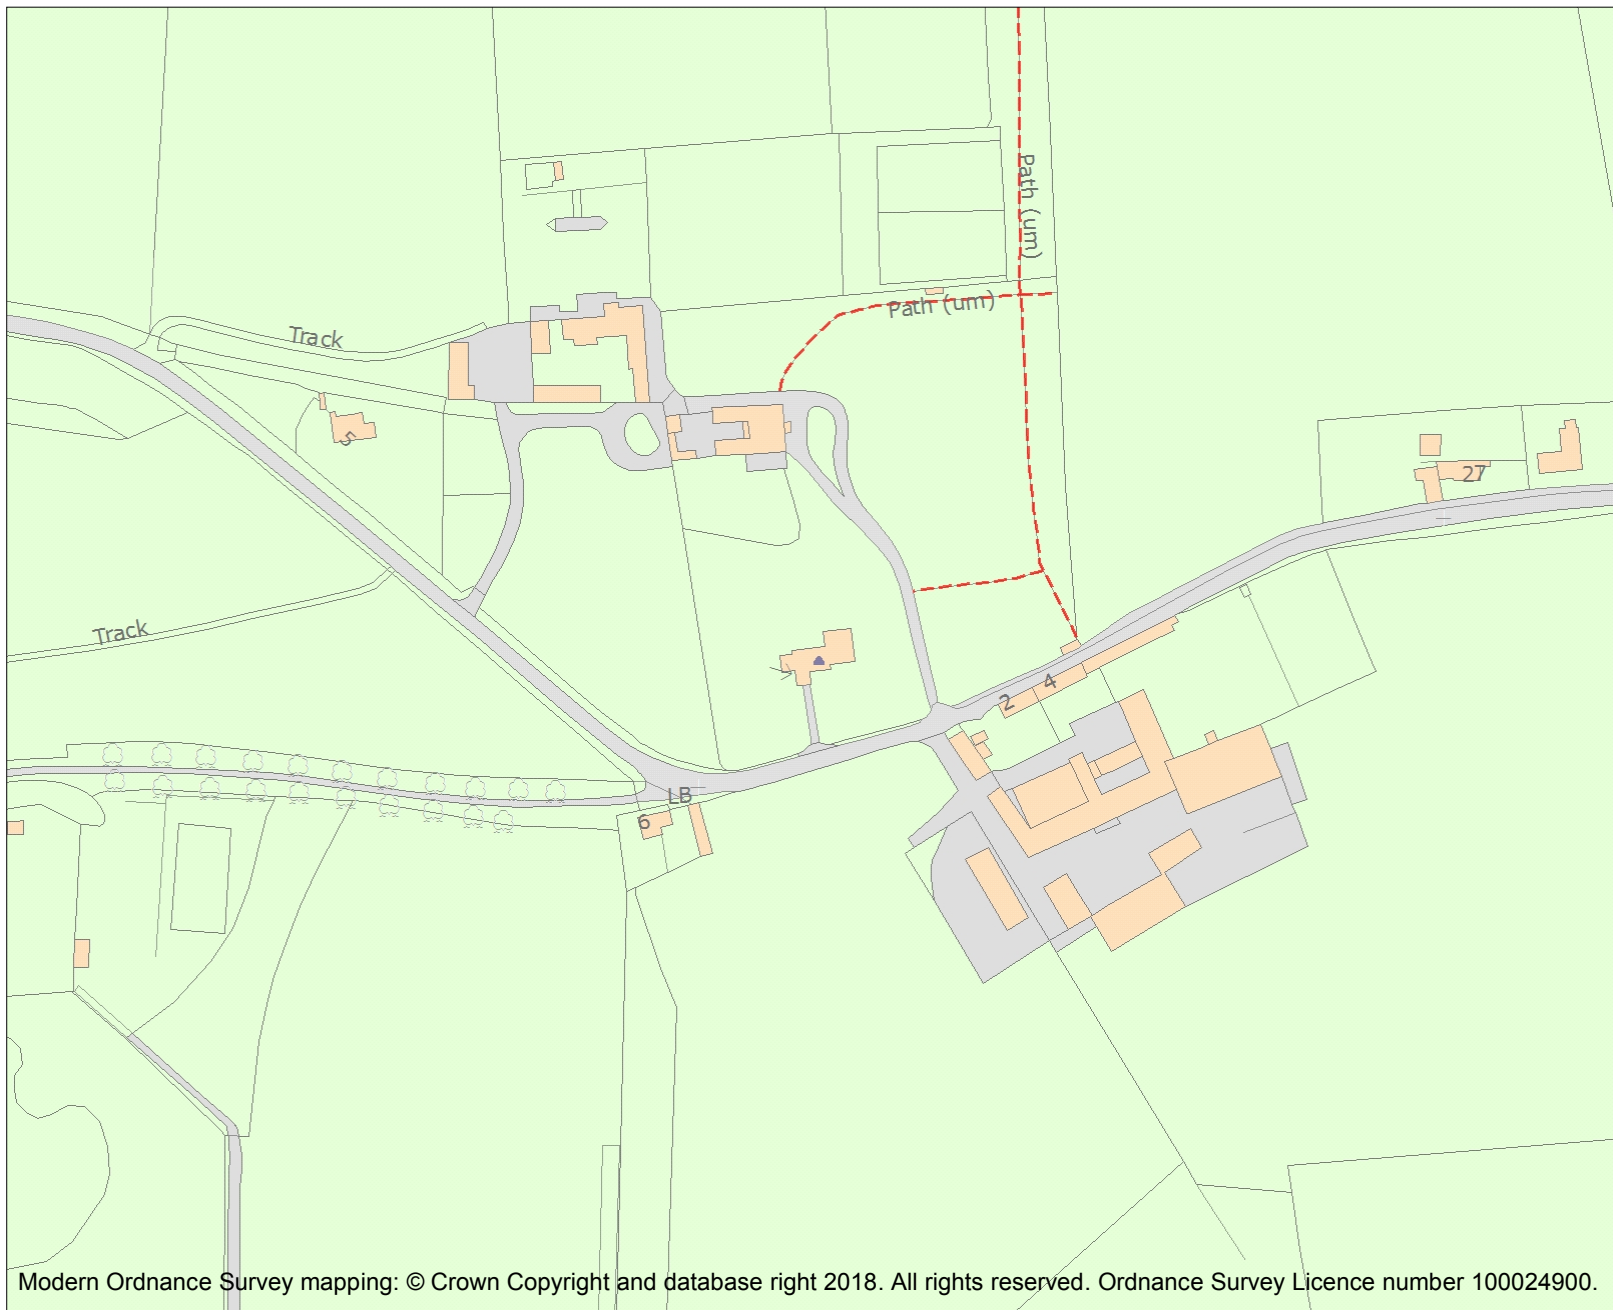 Path (um)
Path (um)
Track
5
27
Track
4
2
LB
6
Modern Ordnance Survey mapping: © Crown Copyright and database right 2018. All rights reserved. Ordnance Survey Licence number 100024900.